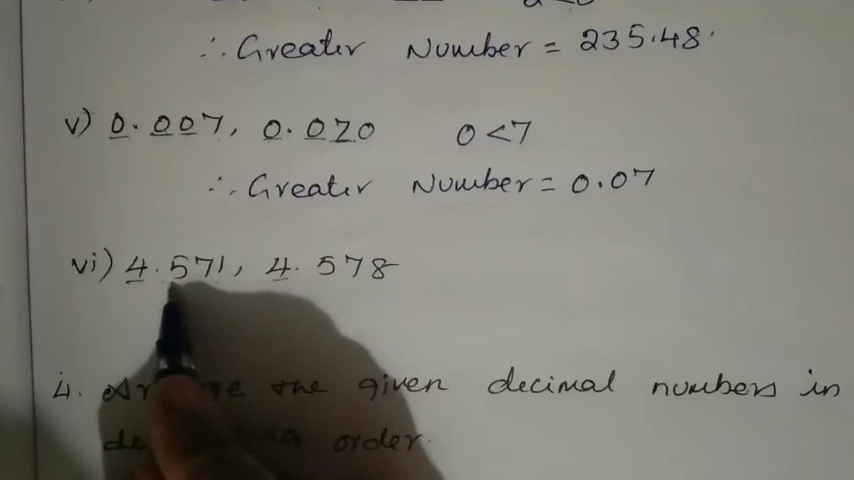 ∴ Greater Number = 235.48.
v) 0.007, 0.070 0<7
∴ Greater Number = 0.07
vi) 4.571, 4.578
4. the given decimal numbers in
order.